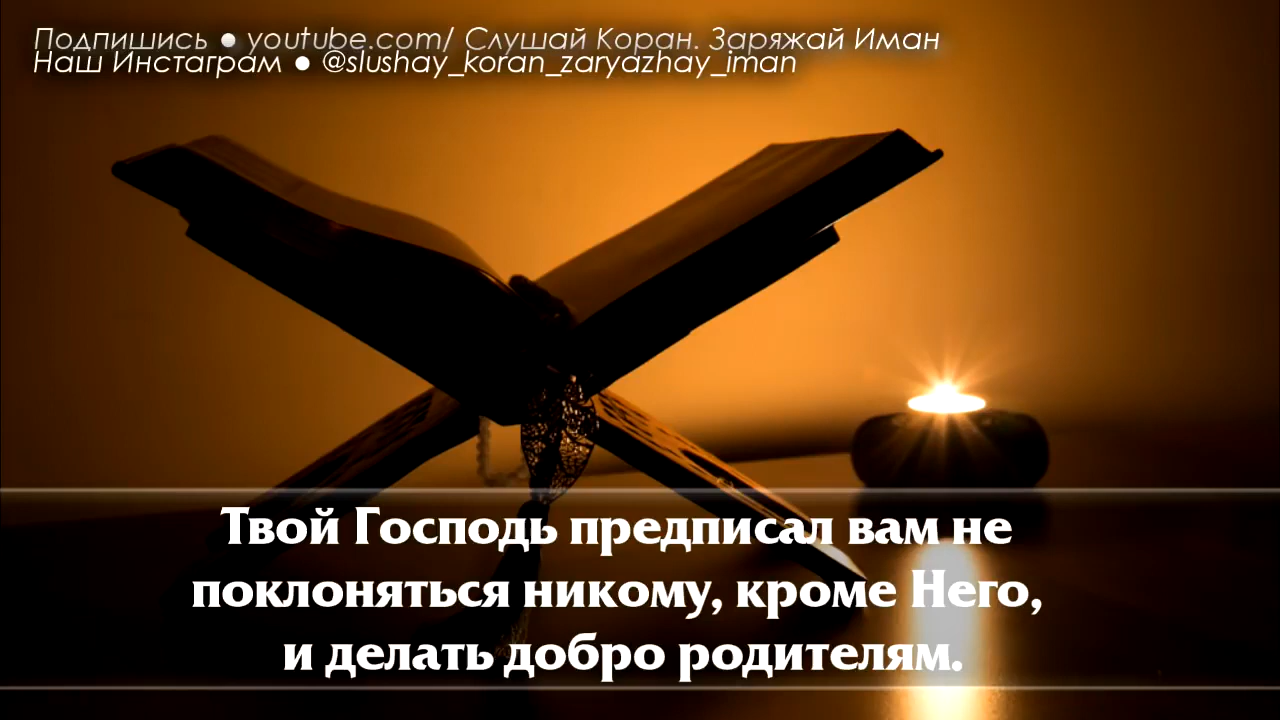 Подпишись ● youtube.com/ Слушай Коран. Заряжай Иман
Наш Инстаграм ● @slushay_koran_zaryazhay_iman
Твой Господь предписал вам не
поклоняться никому, кроме Него,
и делать добро родителям.